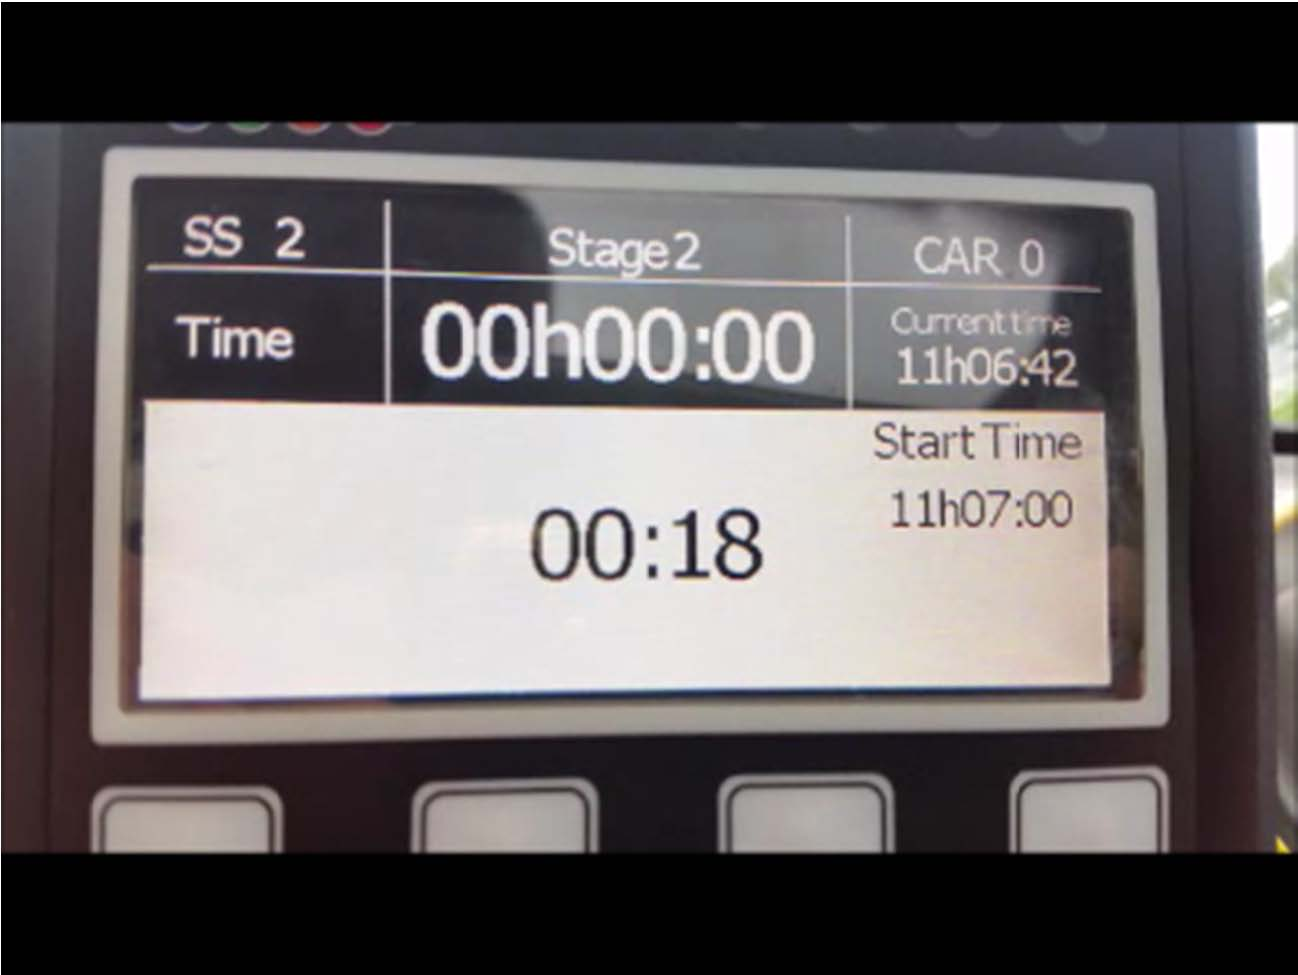 SS 2
Stage 2
CAR 0
Time
00h00:00
Current time
11h06:42
Start Time
11h07:00
00:18